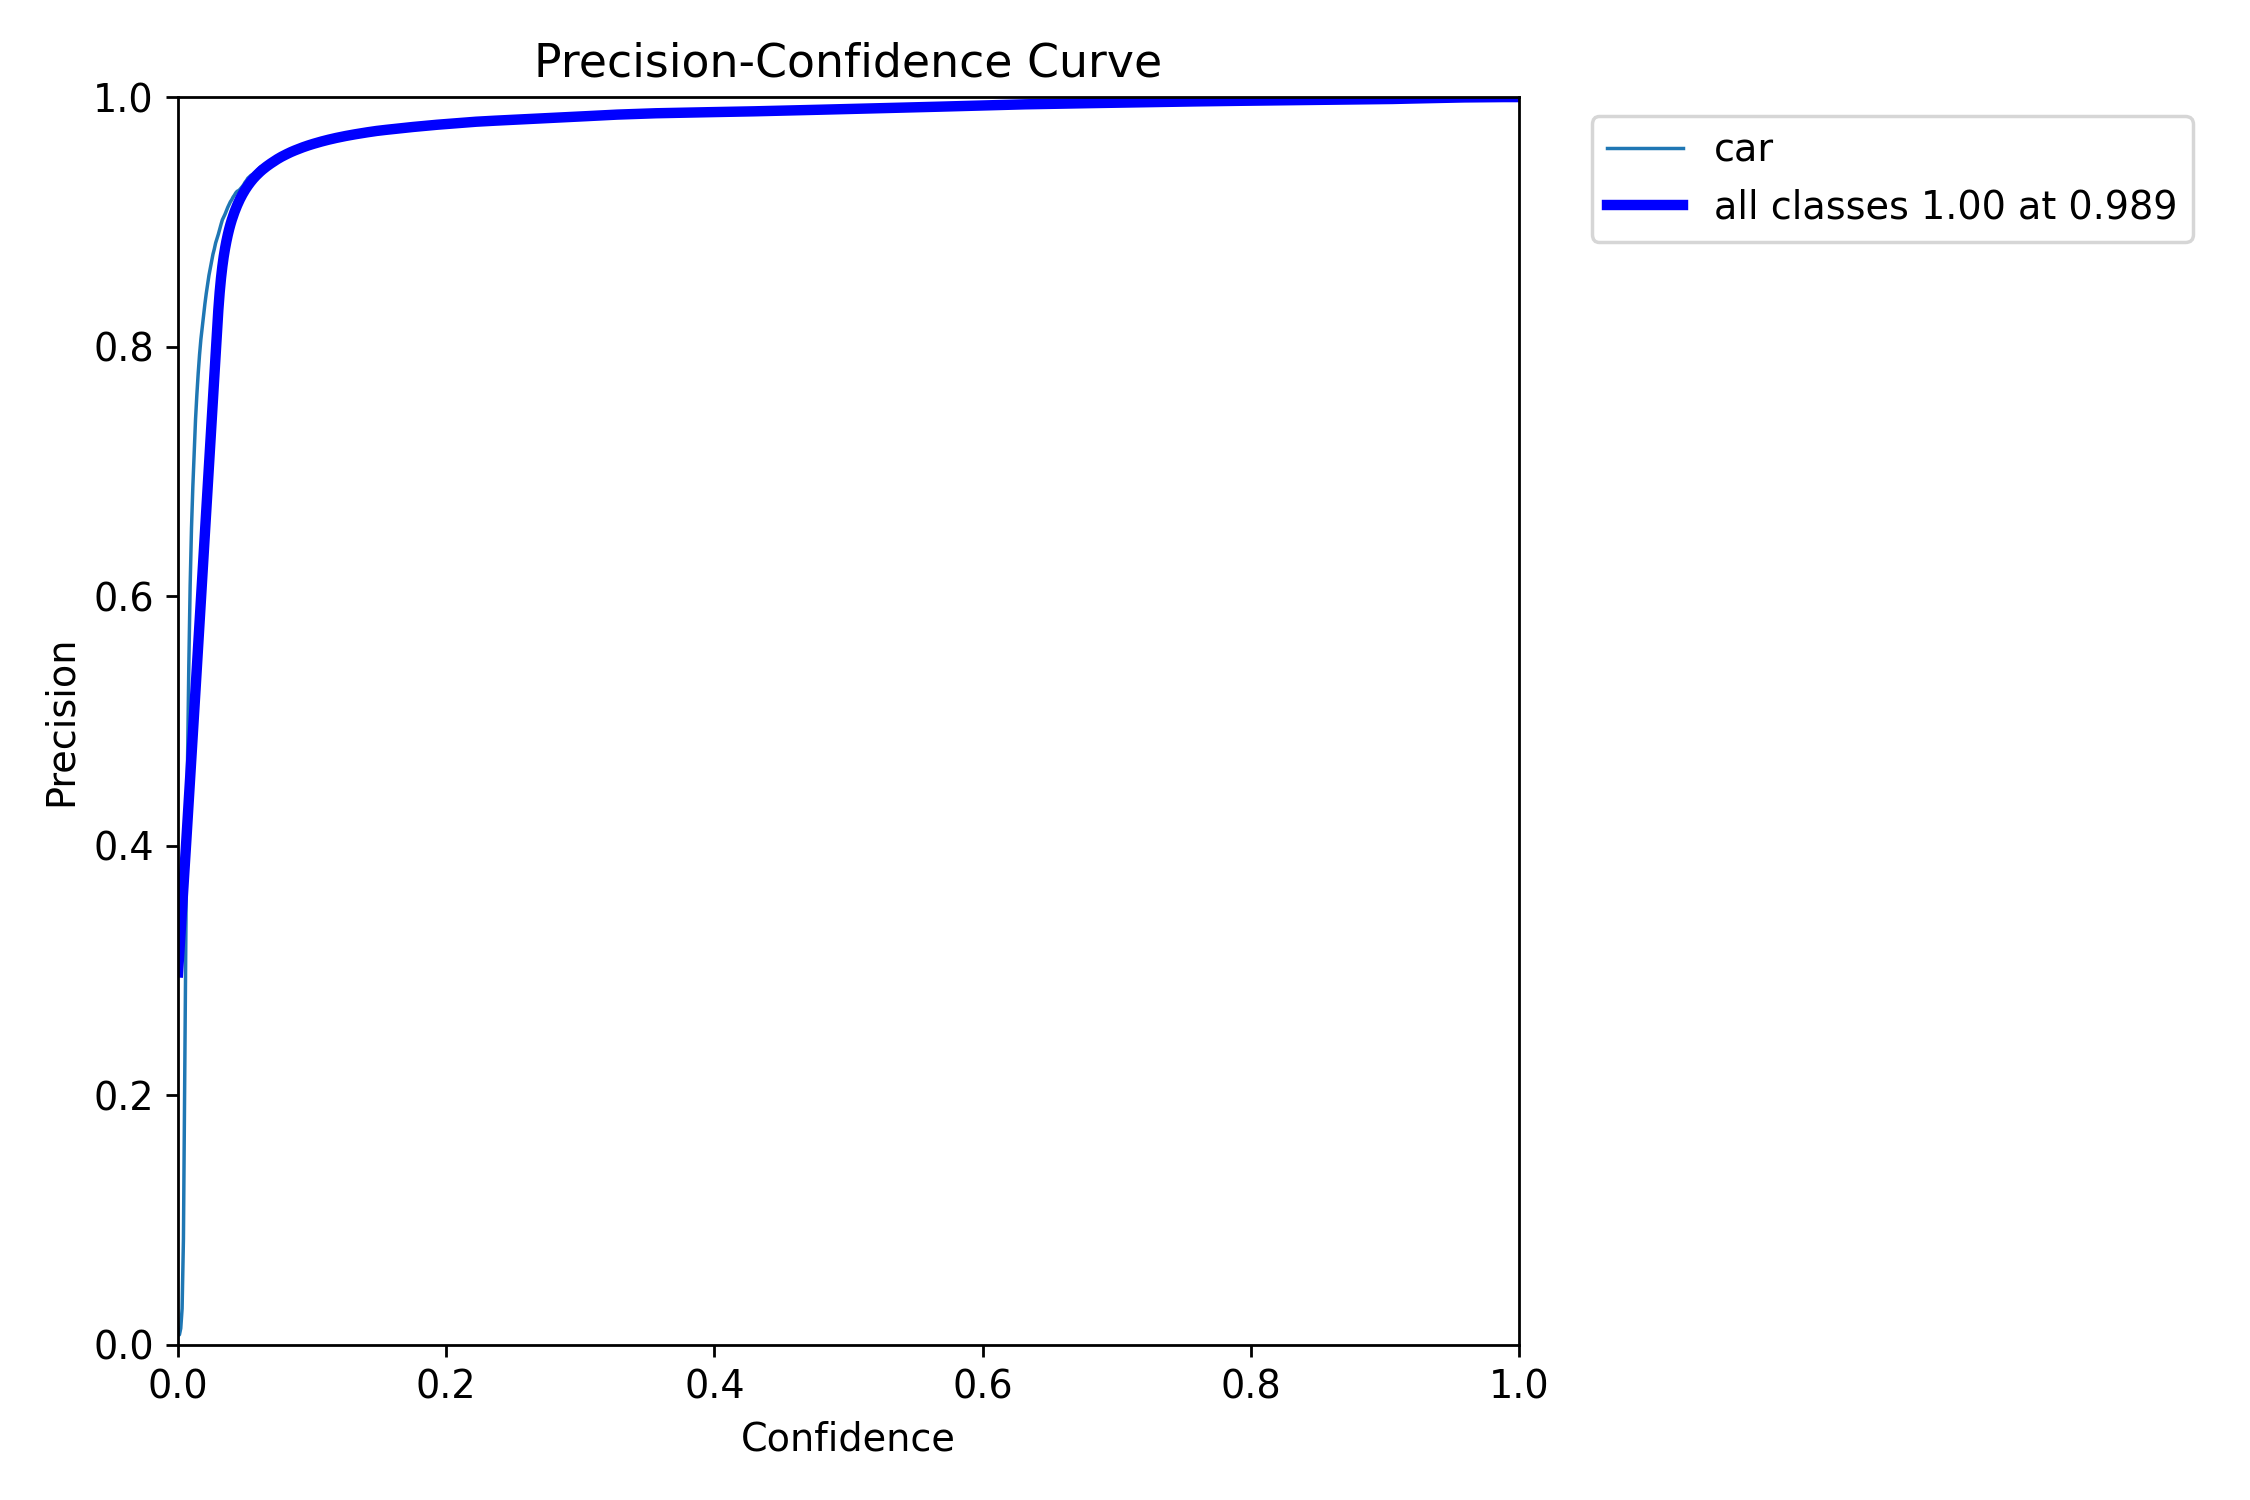 Precision-Confidence Curve
1.0
0.8
0.6
0.4
0.2
0.0
Precision
0.0 0.2 0.4 0.6 0.8 1.0
Confidence
car
all classes 1.00 at 0.989